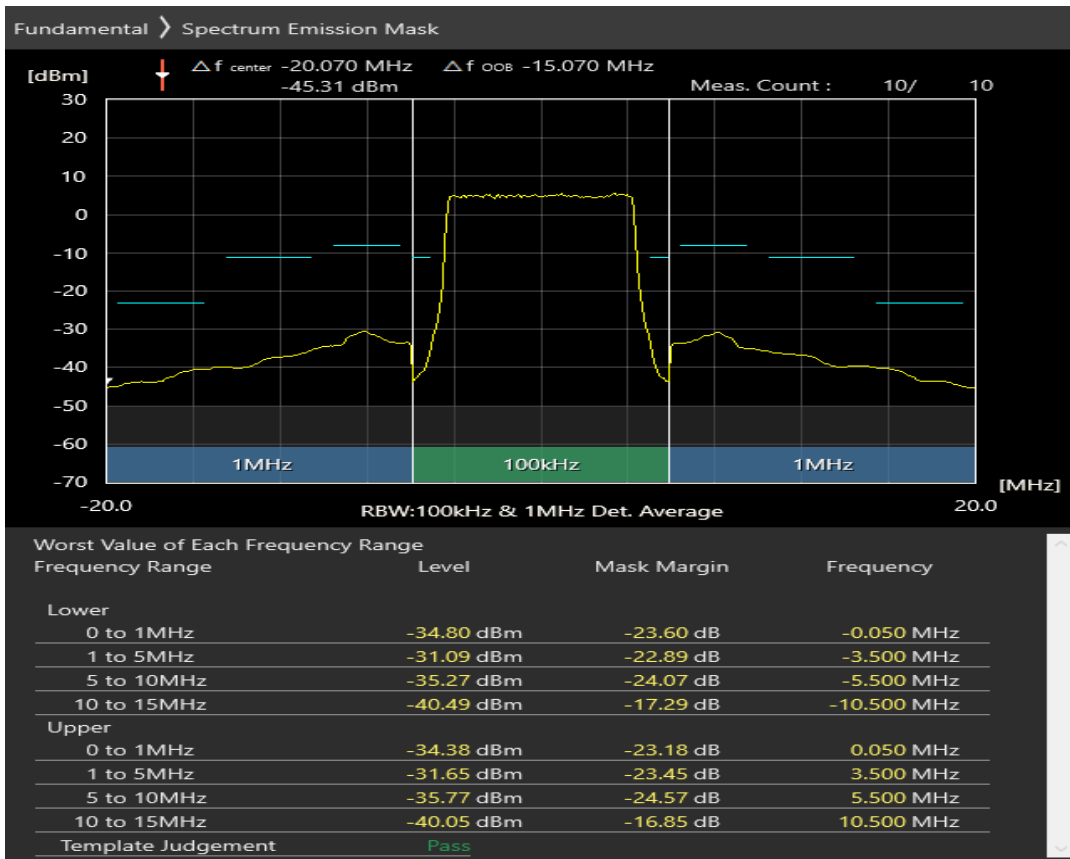 Fundamental ❯ Spectrum Emission Mask
[dBm] △f center -20.070 MHz △f OOB -15.070 MHz
-45.31 dBm Meas. Count : 10/ 10
30
20
10
0
-10
-20
-30
-40
-50
-60
1MHz 100kHz 1MHz
-70 [MHz]
-20.0 RBW:100kHz & 1MHz Det. Average 20.0
Worst Value of Each Frequency Range
Frequency Range Level Mask Margin Frequency
Lower
0 to 1MHz -34.80 dBm -23.60 dB -0.050 MHz
1 to 5MHz -31.09 dBm -22.89 dB -3.500 MHz
5 to 10MHz -35.27 dBm -24.07 dB -5.500 MHz
10 to 15MHz -40.49 dBm -17.29 dB -10.500 MHz
Upper
0 to 1MHz -34.38 dBm -23.18 dB 0.050 MHz
1 to 5MHz -31.65 dBm -23.45 dB 3.500 MHz
5 to 10MHz -35.77 dBm -24.57 dB 5.500 MHz
10 to 15MHz -40.05 dBm -16.85 dB 10.500 MHz
Template Judgement Pass